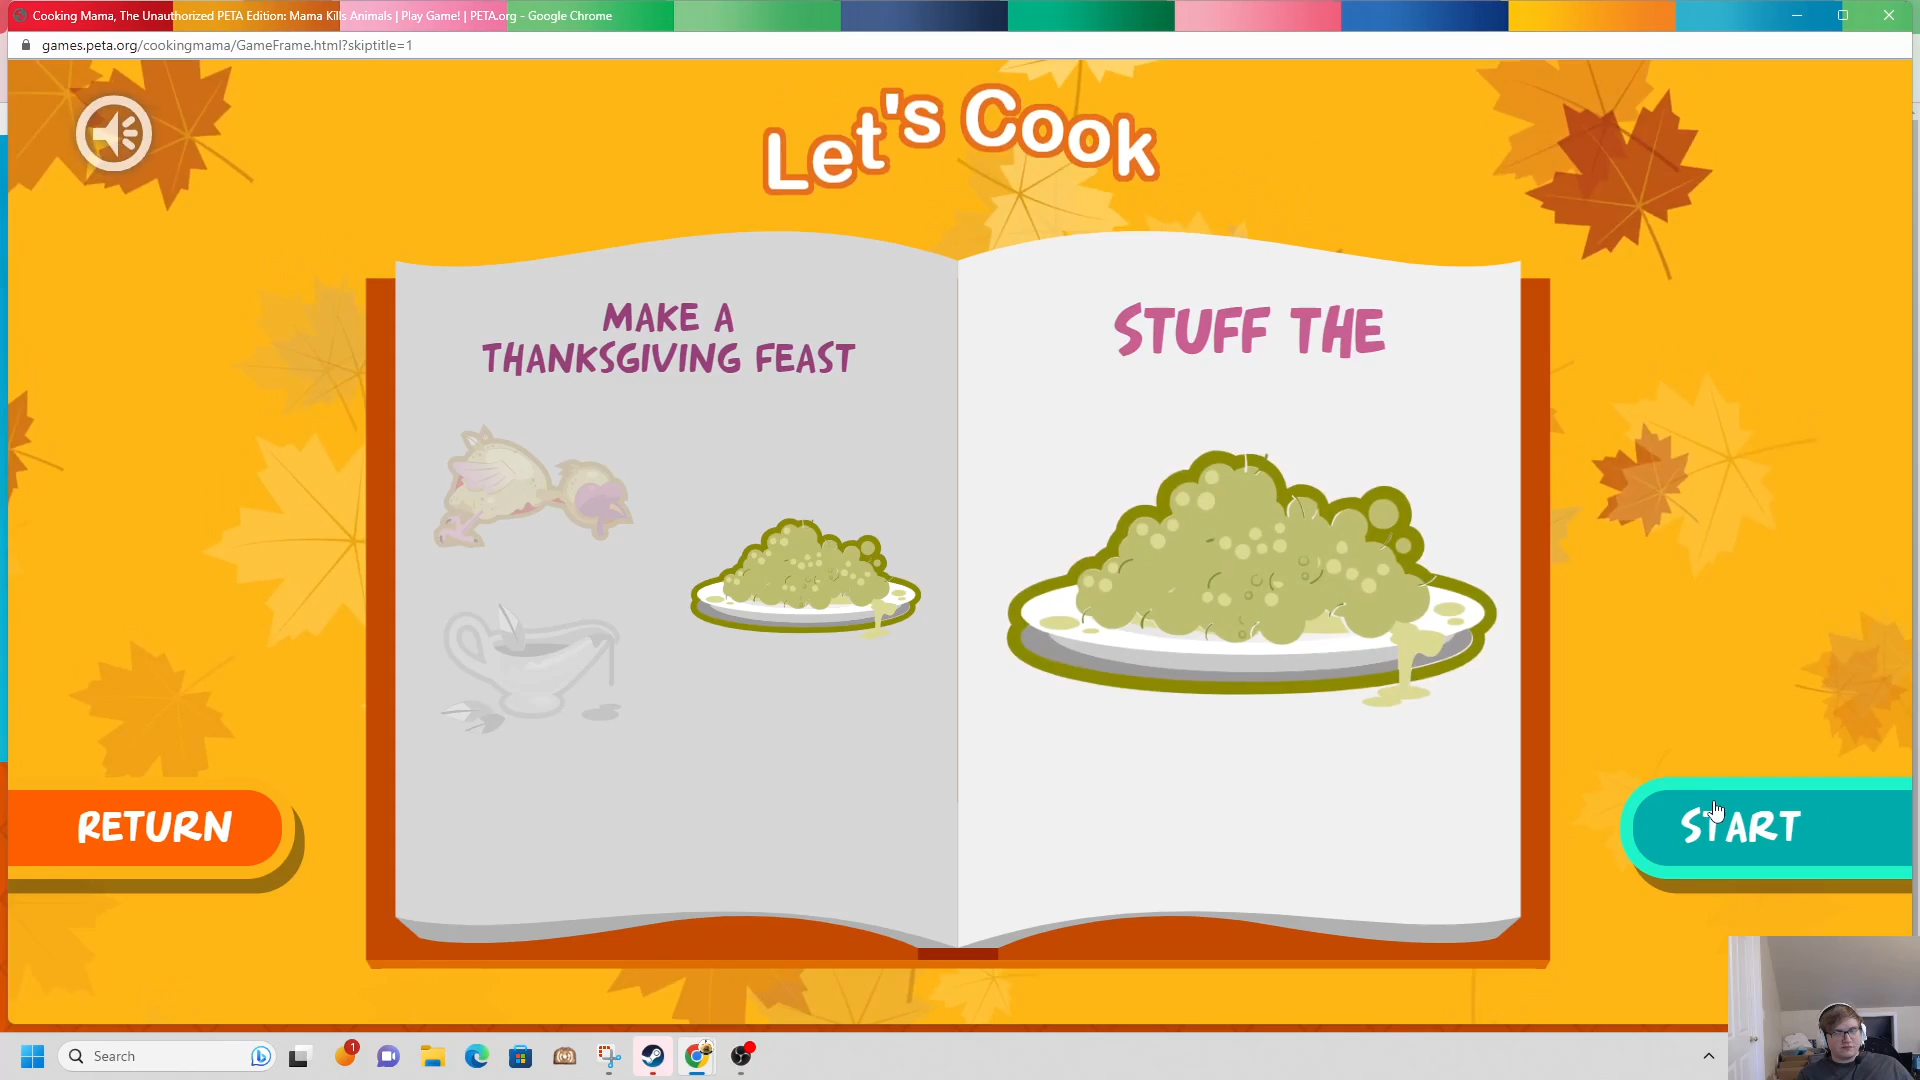 Cooking Mama, The Unauthorized PETA Edition: Mama Kills Animals | Play Game! | PETA.org - Google Chrome
games.peta.org/cookingmama/GameFrame.html?skiptitle=1
Let's Cook
MAKE A
THANKSGIVING FEAST
STUFF THE
RETURN
START
Search
1